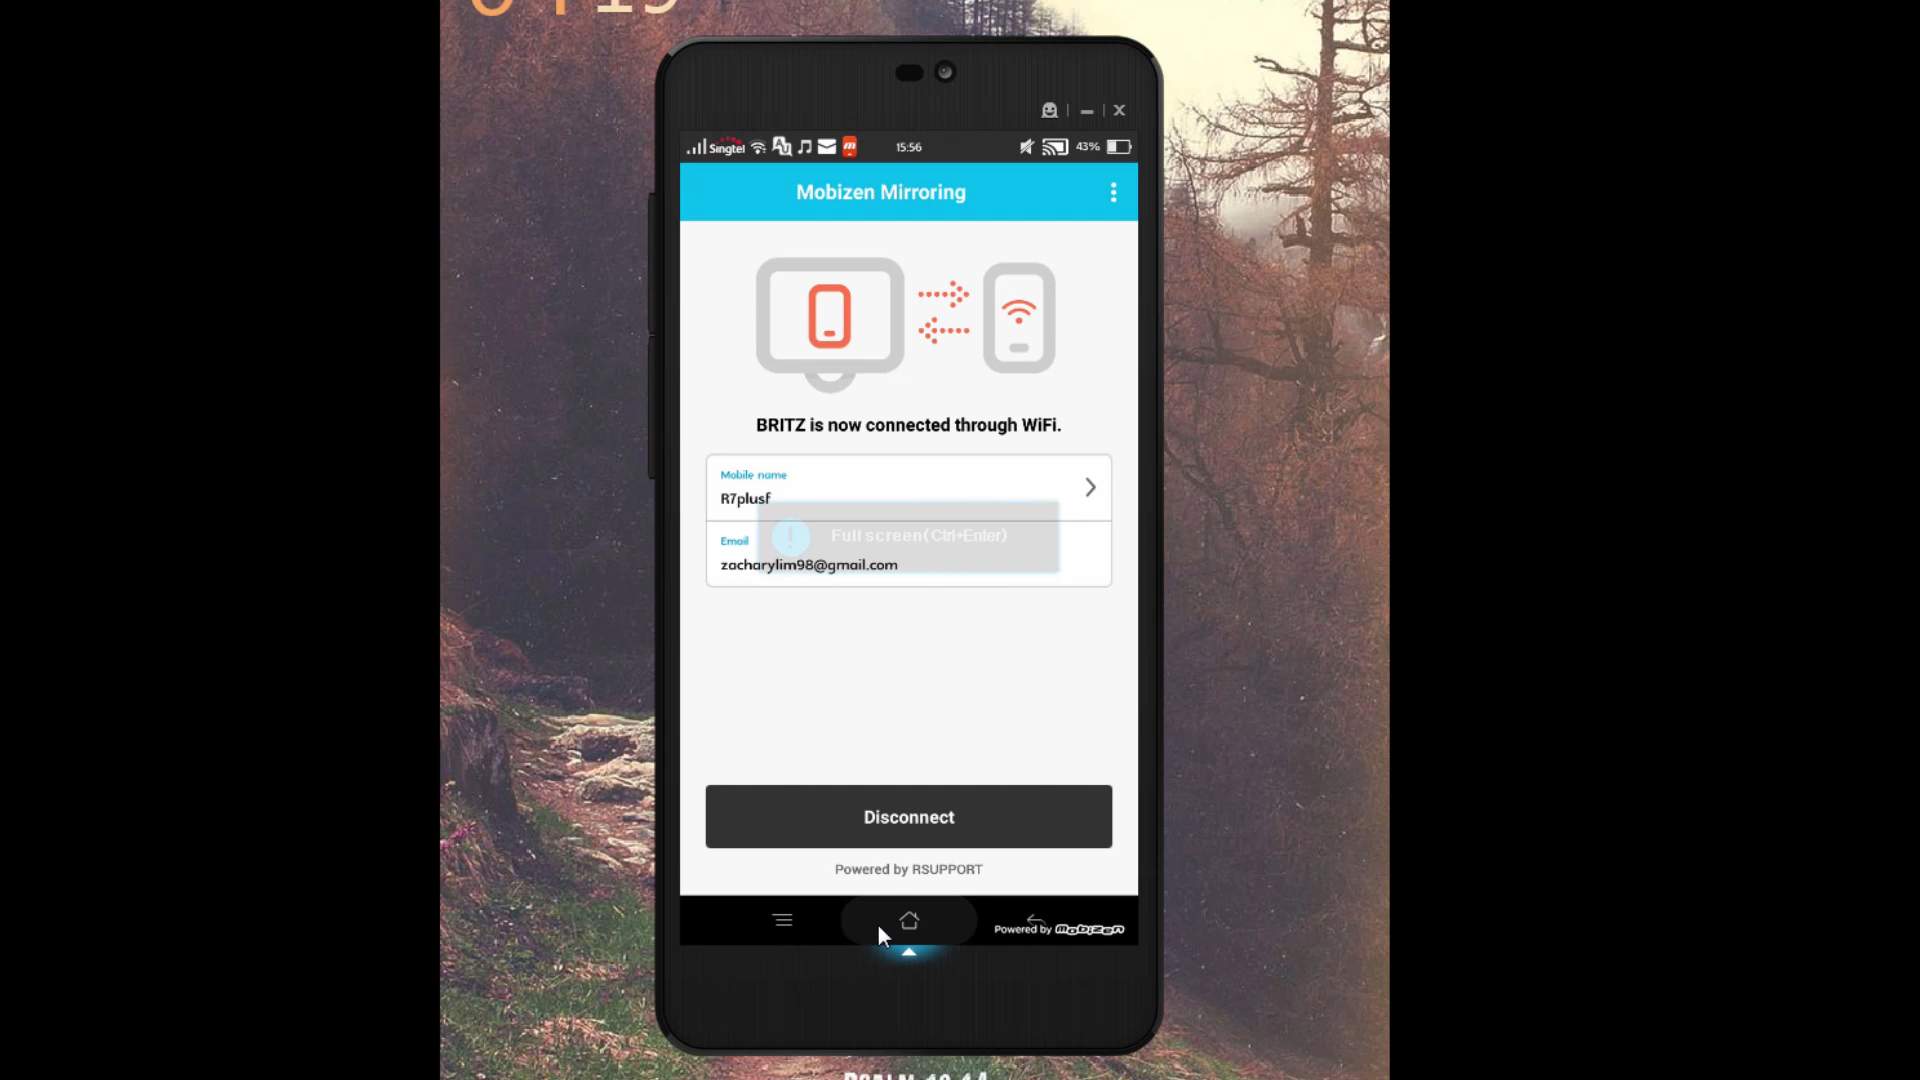 Singtel
15:56
43%
Mobizen Mirroring
BRITZ is now connected through WiFi.
Mobile name
R7plusf
Full screen(Ctrl+Enter)
Email
zacharylim98@gmail.com
Disconnect
Powered by RSUPPORT
Powered by mobizen